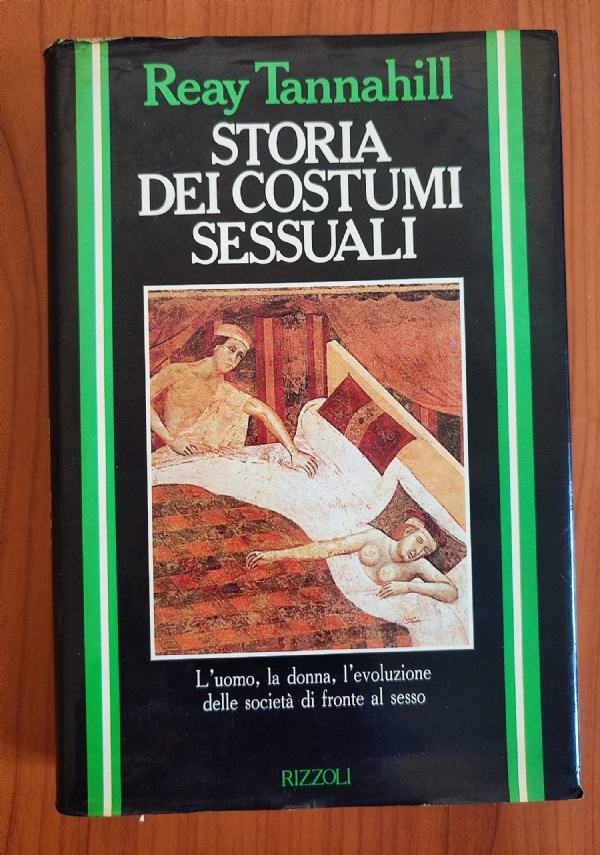 Reay Tannahill
STORIA
DEI COSTUMI
SESSUALI
L'uomo, la donna, l'evoluzione
delle società di fronte al sesso
RIZZOLI